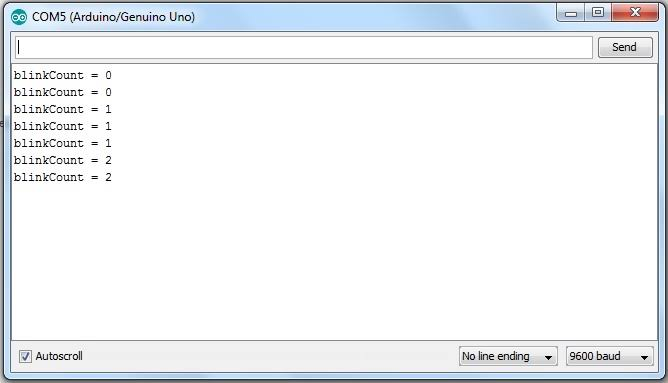 COM5 (Arduino/Genuino Uno)
Send
blinkCount = 0
blinkCount = 0
blinkCount = 1
blinkCount = 1
blinkCount = 1
blinkCount = 2
blinkCount = 2
Autoscroll
No line ending
9600 baud